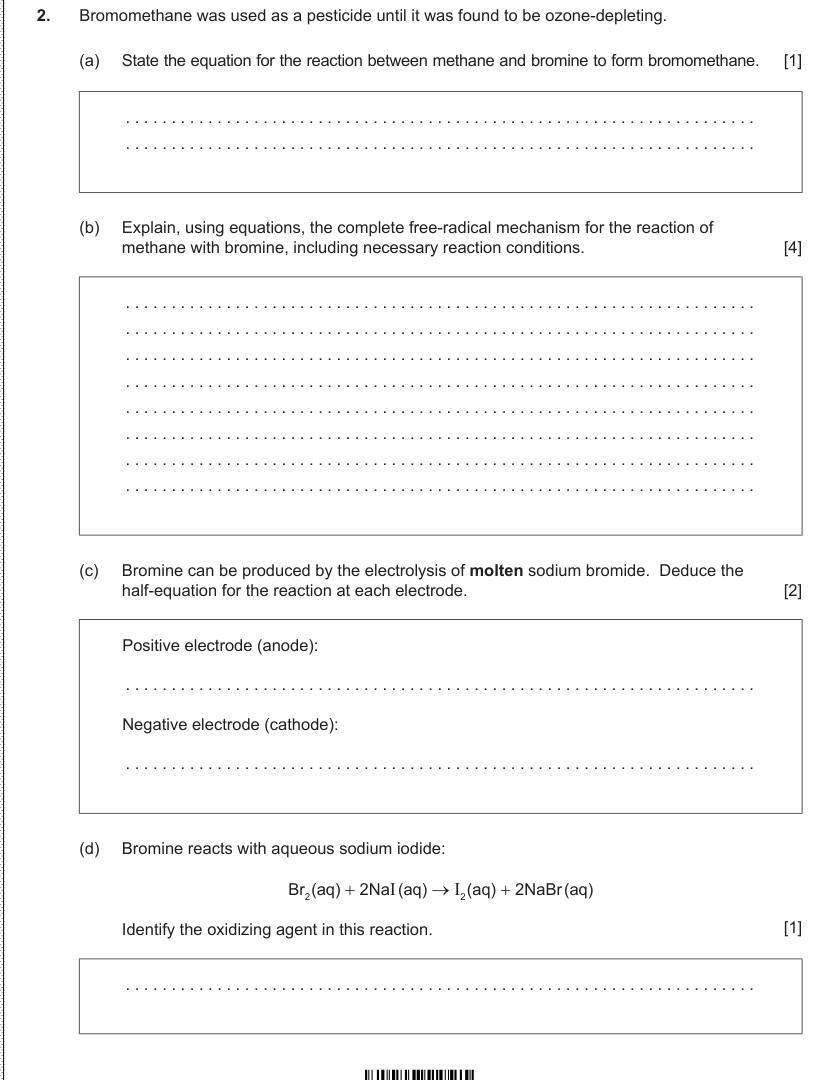 2. Bromomethane was used as a pesticide until it was found to be ozone-depleting.
(a) State the equation for the reaction between methane and bromine to form bromomethane. [1]
(b) Explain, using equations, the complete free-radical mechanism for the reaction of
methane with bromine, including necessary reaction conditions. [4]
(c) Bromine can be produced by the electrolysis of molten sodium bromide. Deduce the
half-equation for the reaction at each electrode. [2]
Positive electrode (anode):
Negative electrode (cathode):
(d) Bromine reacts with aqueous sodium iodide:
Br₂(aq) + 2NaI(aq) → I₂(aq) + 2NaBr(aq)
Identify the oxidizing agent in this reaction. [1]